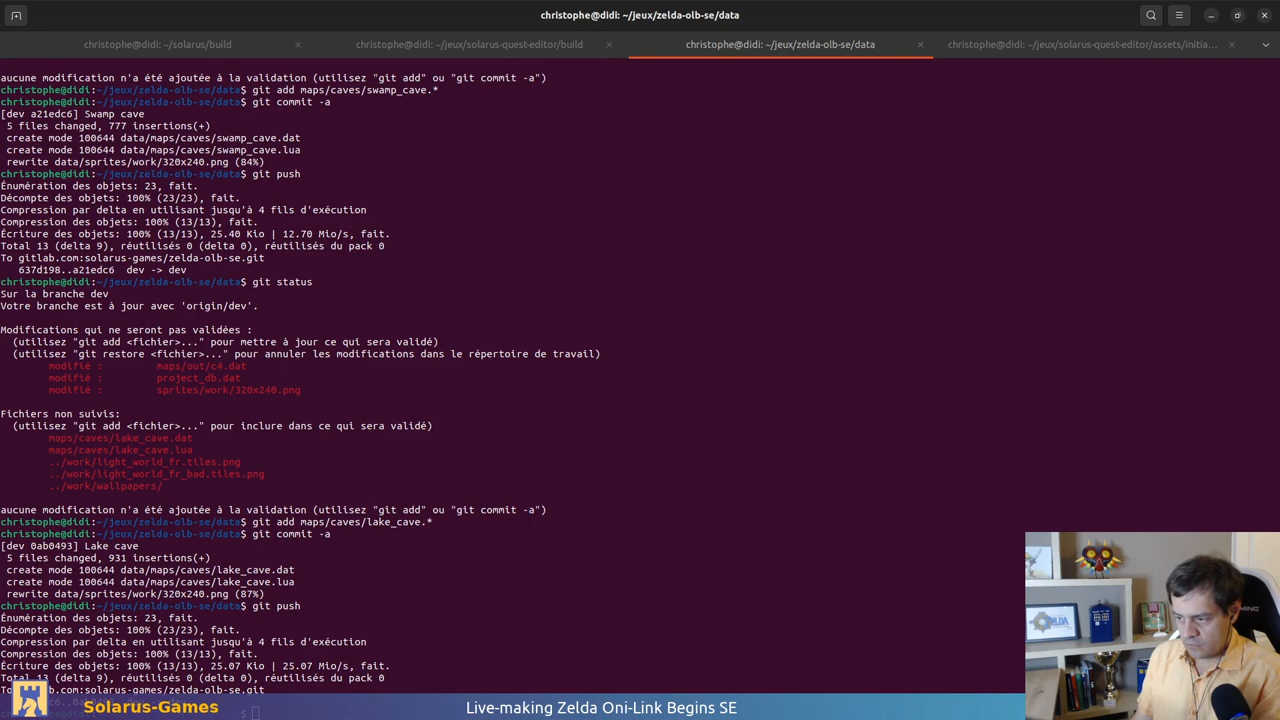 christophe@didi: ~/jeux/zelda-olb-se/data
christophe@didi: ~/solarus/build
christophe@didi: ~/jeux/solarus-quest-editor/build
christophe@didi: ~/jeux/zelda-olb-se/data
christophe@didi: ~/jeux/solarus-quest-editor/assets/initia...
aucune modification n'a été ajoutée à la validation (utilisez "git add" ou "git commit -a")
christophe@didi:~/jeux/zelda-olb-se/data$ git add maps/caves/swamp_cave.*
christophe@didi:~/jeux/zelda-olb-se/data$ git commit -a
[dev a21edc6] Swamp cave
5 files changed, 777 insertions(+)
create mode 100644 data/maps/caves/swamp_cave.dat
create mode 100644 data/maps/caves/swamp_cave.lua
rewrite data/sprites/work/320x240.png (84%)
christophe@didi:~/jeux/zelda-olb-se/data$ git push
Énumération des objets: 23, fait.
Décompte des objets: 100% (23/23), fait.
Compression par delta en utilisant jusqu'à 4 fils d'exécution
Compression des objets: 100% (13/13), fait.
Écriture des objets: 100% (13/13), 25.40 Kio | 12.70 Mio/s, fait.
Total 13 (delta 9), réutilisés 0 (delta 0), réutilisés du pack 0
To gitlab.com:solarus-games/zelda-olb-se.git
637d198..a21edc6 dev -> dev
christophe@didi:~/jeux/zelda-olb-se/data$ git status
Sur la branche dev
Votre branche est à jour avec 'origin/dev'.
Modifications qui ne seront pas validées :
(utilisez "git add <fichier>..." pour mettre à jour ce qui sera validé)
(utilisez "git restore <fichier>..." pour annuler les modifications dans le répertoire de travail)
modifié : maps/out/c4.dat
modifié : project_db.dat
modifié : sprites/work/320x240.png
Fichiers non suivis:
(utilisez "git add <fichier>..." pour inclure dans ce qui sera validé)
maps/caves/lake_cave.dat
maps/caves/lake_cave.lua
../work/light_world_fr.tiles.png
../work/light_world_fr_bad.tiles.png
../work/wallpapers/
aucune modification n'a été ajoutée à la validation (utilisez "git add" ou "git commit -a")
christophe@didi:~/jeux/zelda-olb-se/data$ git add maps/caves/lake_cave.*
christophe@didi:~/jeux/zelda-olb-se/data$ git commit -a
[dev 0ab0493] Lake cave
5 files changed, 931 insertions(+)
create mode 100644 data/maps/caves/lake_cave.dat
create mode 100644 data/maps/caves/lake_cave.lua
rewrite data/sprites/work/320x240.png (87%)
christophe@didi:~/jeux/zelda-olb-se/data$ git push
Énumération des objets: 23, fait.
Décompte des objets: 100% (23/23), fait.
Compression par delta en utilisant jusqu'à 4 fils d'exécution
Compression des objets: 100% (13/13), fait.
Écriture des objets: 100% (13/13), 25.07 Kio | 25.07 Mio/s, fait.
Total 13 (delta 9), réutilisés 0 (delta 0), réutilisés du pack 0
To
b.com:solarus-games/zelda-olb-se.git
Solarus-Games
Live-making Zelda Oni-Link Begins SE
ZELDA